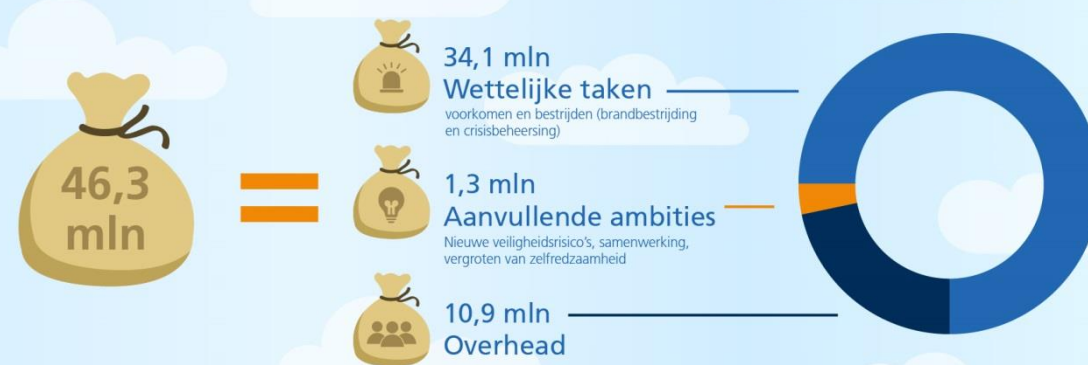 46,3
mln
34,1 mln
Wettelijke taken
voorkomen en bestrijden (brandbestrijding
en crisisbeheersing)
1,3 mln
Aanvullende ambities
Nieuwe veiligheidsrisico's, samenwerking,
vergroten van zelfredzaamheid
10,9 mln
Overhead